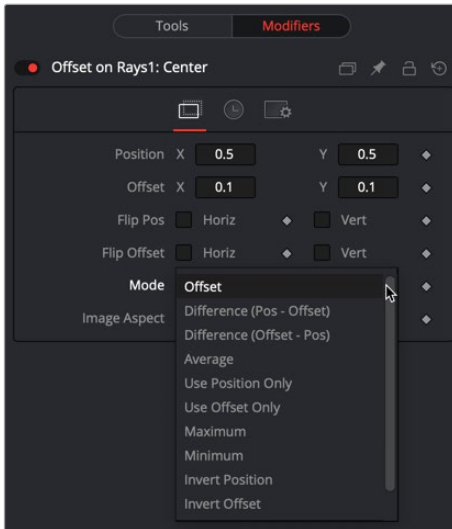 Tools Modifiers
Offset on Rays1: Center
Position X 0.5 Y 0.5
Offset X 0.1 Y 0.1
Flip Pos Horiz Vert
Flip Offset Horiz Vert
Mode Offset
Image Aspect Difference (Pos - Offset)
Difference (Offset - Pos)
Average
Use Position Only
Use Offset Only
Maximum
Minimum
Invert Position
Invert Offset